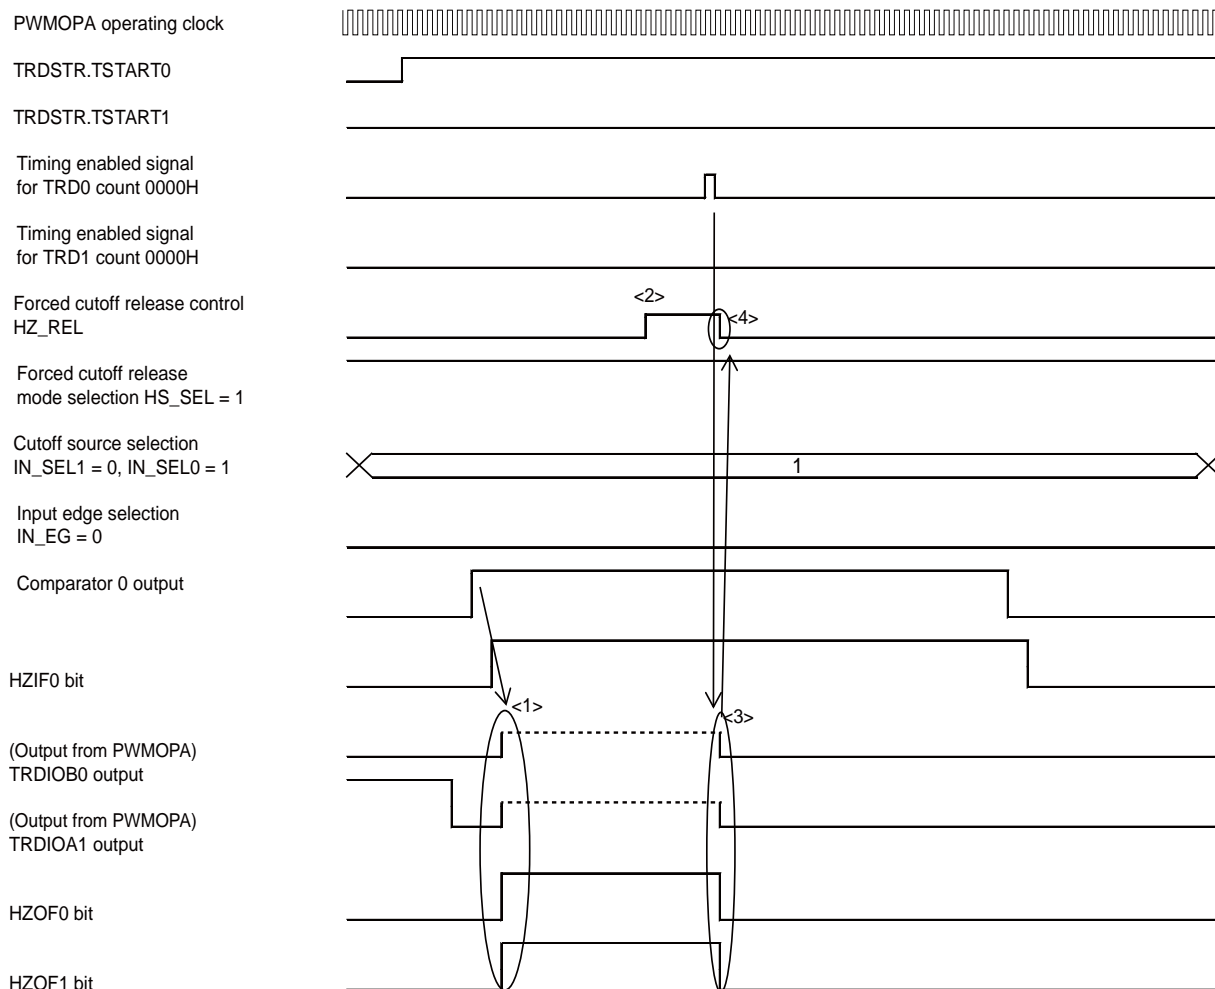 PWMOPA operating clock
TRDSTR.TSTART0
TRDSTR.TSTART1
Timing enabled signal
for TRD0 count 0000H
Timing enabled signal
for TRD1 count 0000H
Forced cutoff release control
HZ_REL
<2>
<4>
Forced cutoff release
mode selection HS_SEL = 1
Cutoff source selection
IN_SEL1 = 0, IN_SEL0 = 1
1
Input edge selection
IN_EG = 0
Comparator 0 output
HZIF0 bit
<1>
<3>
(Output from PWMOPA)
TRDIOB0 output
(Output from PWMOPA)
TRDIOA1 output
HZOF0 bit
HZOF1 bit